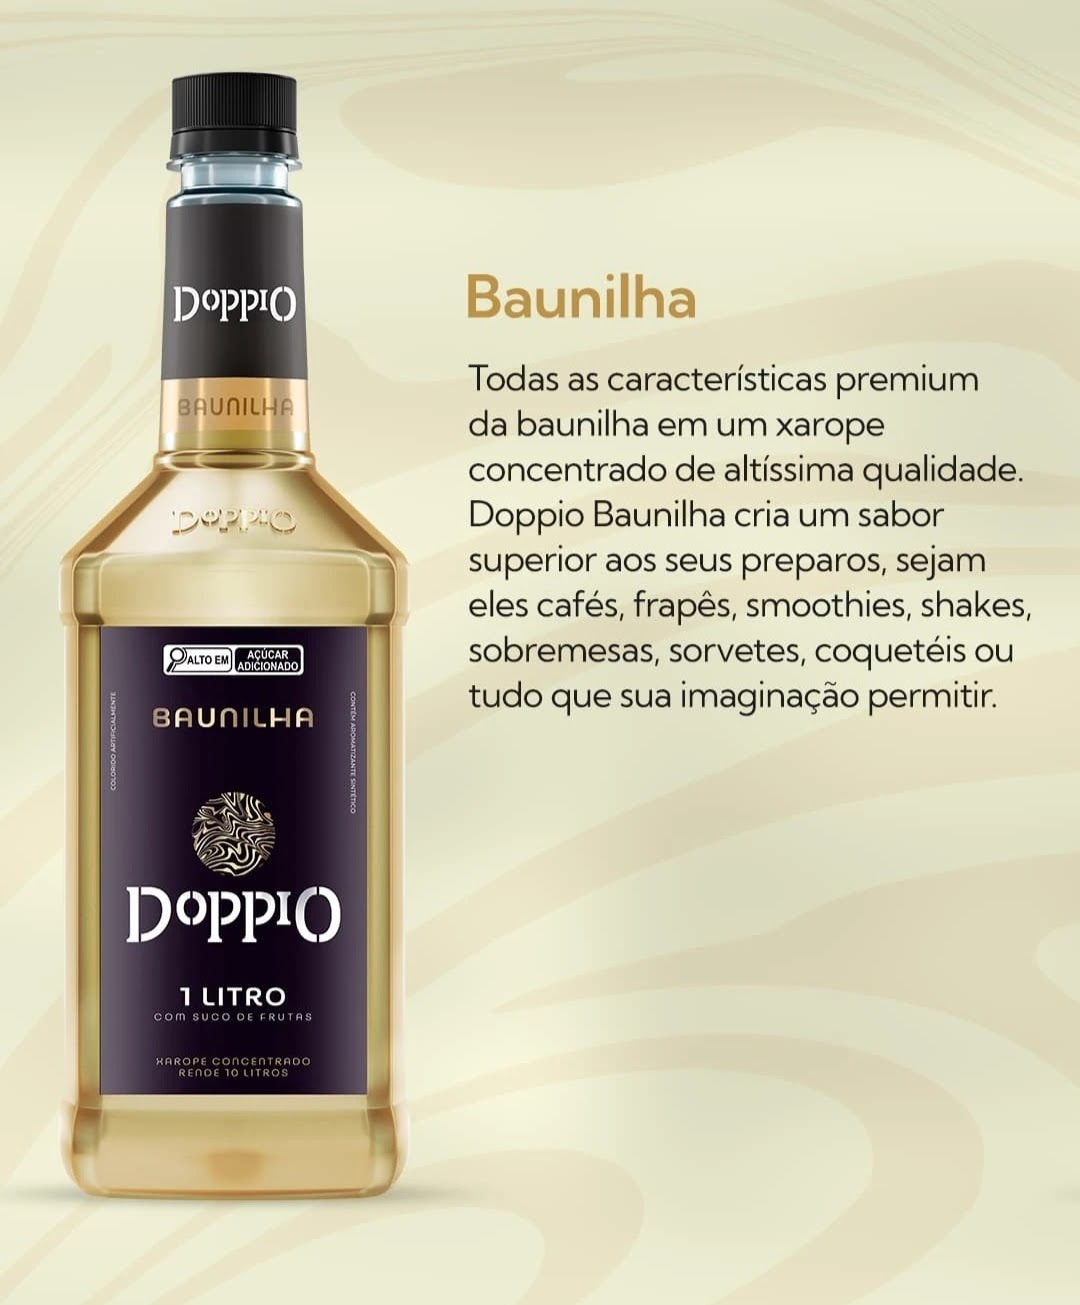 DOPPIO
BAUNILHA
DOPPIO
ALTO EM
AÇÚCAR
ADICIONADO
BAUNILHA
COLORIDO ARTIFICIALMENTE
CONTÉM AROMATIZANTE SINTÉTICO
DOPPIO
1 LITRO
COM SUCO DE FRUTAS
XAROPE CONCENTRADO
RENDE 10 LITROS
Baunilha
Todas as características premium
da baunilha em um xarope
concentrado de altíssima qualidade.
Doppio Baunilha cria um sabor
superior aos seus preparos, sejam
eles cafés, frapês, smoothies, shakes,
sobremesas, sorvetes, coquetéis ou
tudo que sua imaginação permitir.